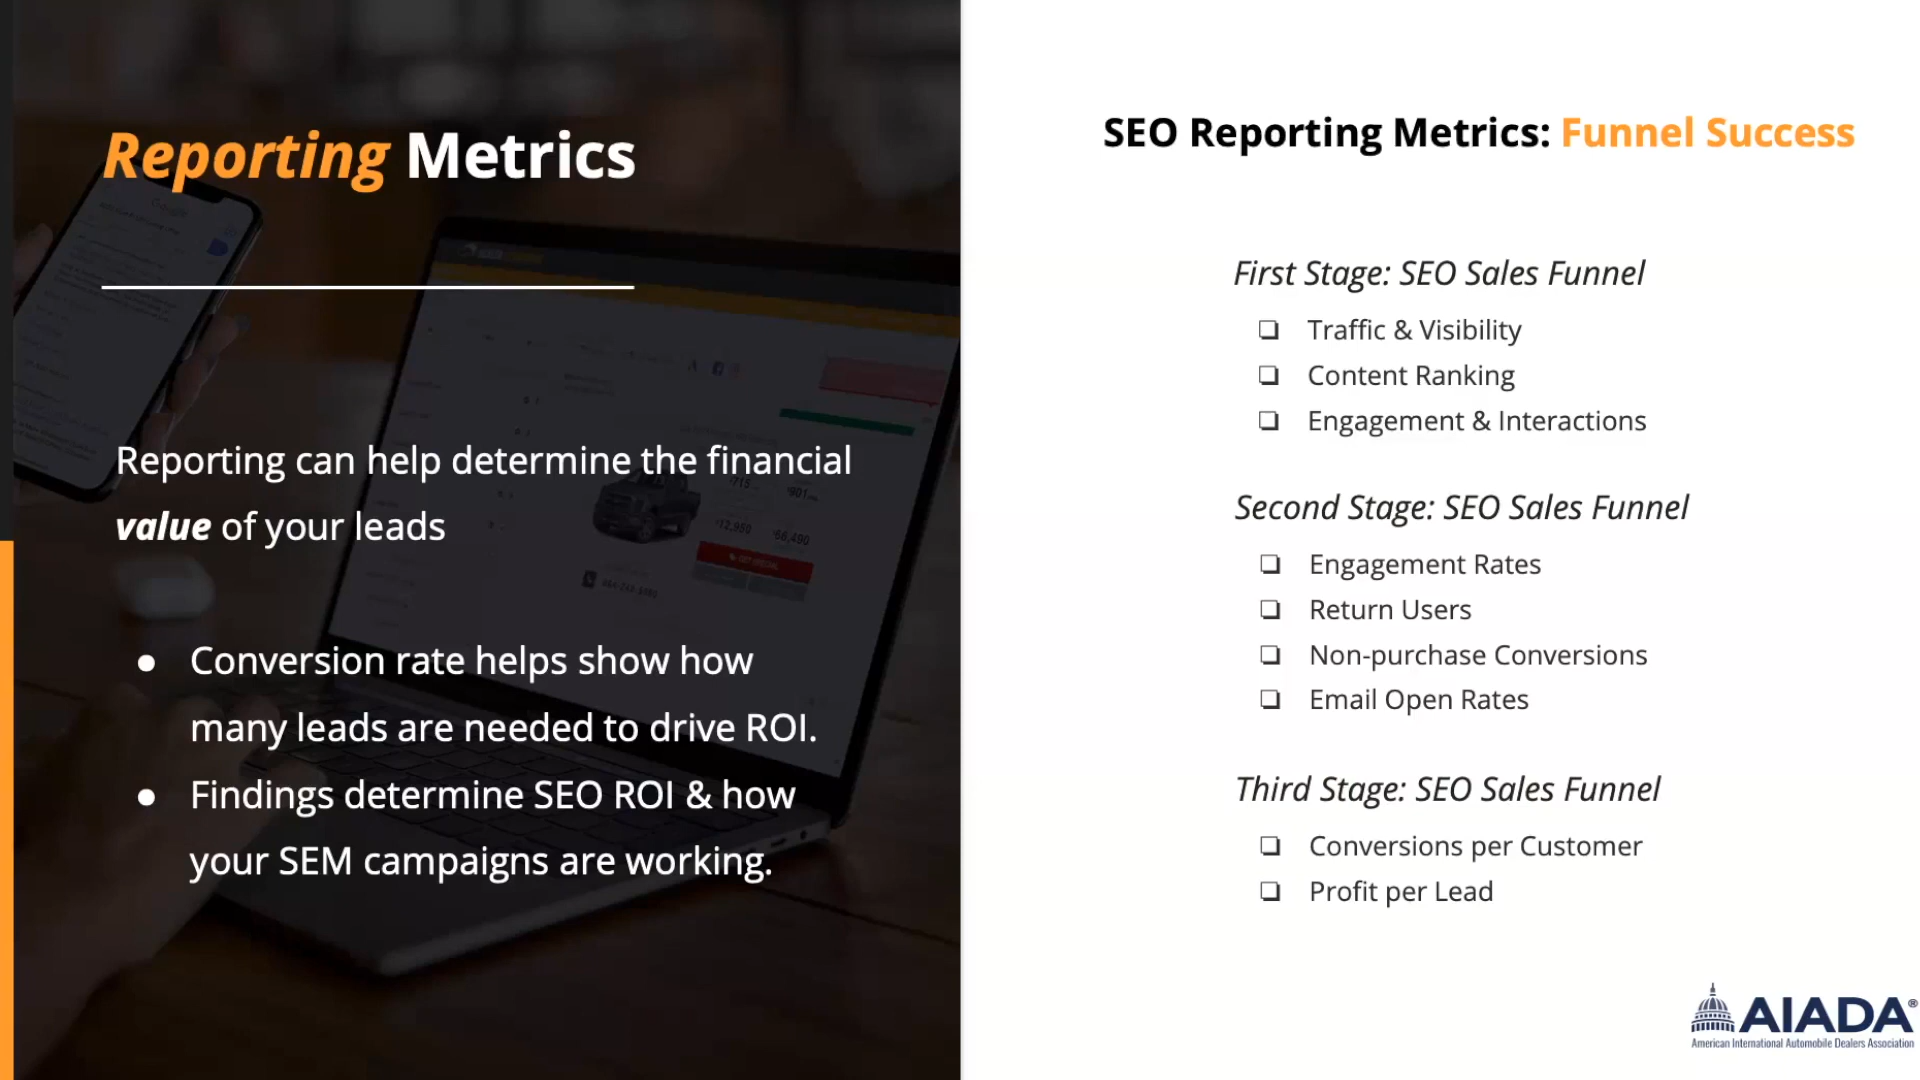 Reporting Metrics
Reporting can help determine the financial
value of your leads
● Conversion rate helps show how
many leads are needed to drive ROI.
● Findings determine SEO ROI & how
your SEM campaigns are working.
SEO Reporting Metrics: Funnel Success
First Stage: SEO Sales Funnel
❏ Traffic & Visibility
❏ Content Ranking
❏ Engagement & Interactions
Second Stage: SEO Sales Funnel
❏ Engagement Rates
❏ Return Users
❏ Non-purchase Conversions
❏ Email Open Rates
Third Stage: SEO Sales Funnel
❏ Conversions per Customer
❏ Profit per Lead
AIADA®
American International Automobile Dealers Association